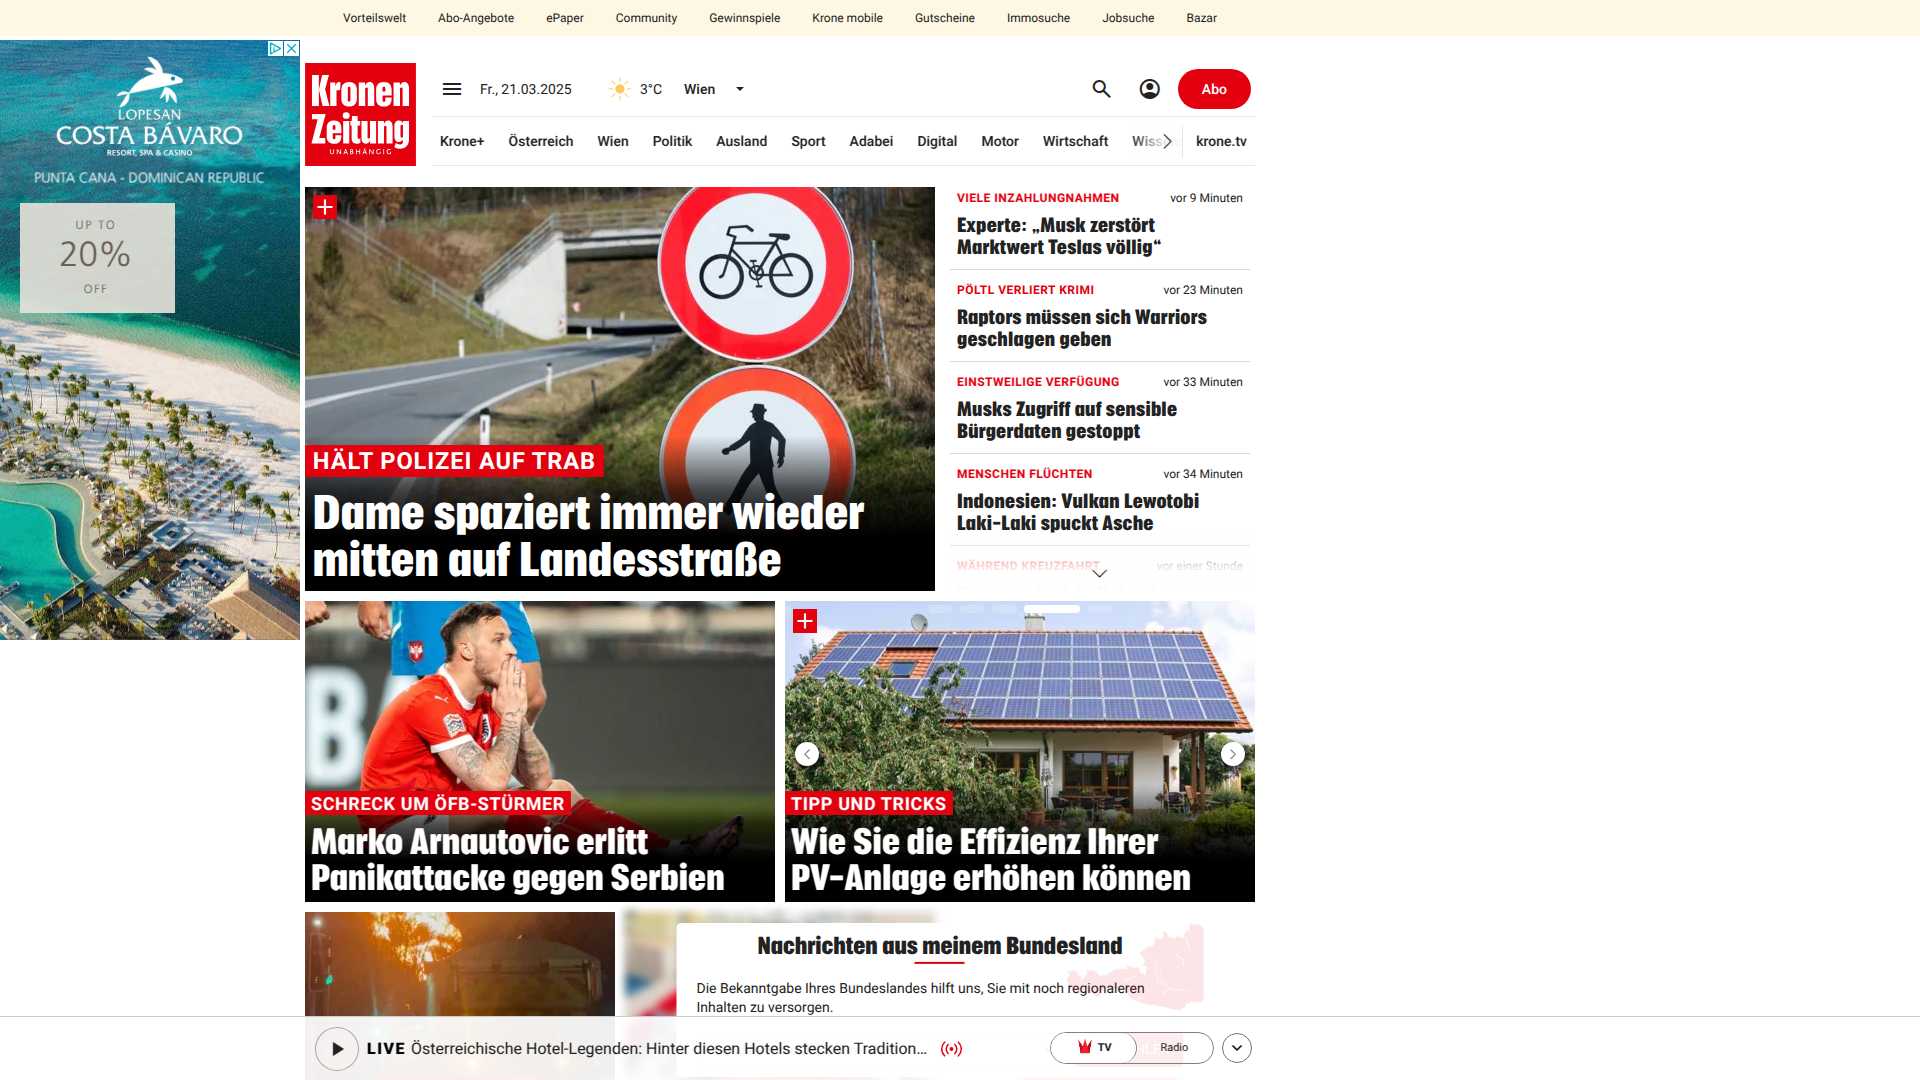 Vorteilswelt Abo-Angebote ePaper Community Gewinnspiele Krone mobile Gutscheine Immosuche Jobsuche Bazar
LOPESAN
COSTA BÁVARO
RESORT, SPA & CASINO
PUNTA CANA - DOMINICAN REPUBLIC
UP TO
20%
OFF
Kronen
Zeitung
UNABHÄNGIG
Fr., 21.03.2025 3°C Wien Abo
Krone+ Österreich Wien Politik Ausland Sport Adabei Digital Motor Wirtschaft Wiss krone.tv
HÄLT POLIZEI AUF TRAB
Dame spaziert immer wieder
mitten auf Landesstraße
VIELE INZAHLUNGNAHMEN vor 9 Minuten
Experte: „Musk zerstört
Marktwert Teslas völlig“
PÖLTL VERLIERT KRIMI vor 23 Minuten
Raptors müssen sich Warriors
geschlagen geben
EINSTWEILIGE VERFÜGUNG vor 33 Minuten
Musks Zugriff auf sensible
Bürgerdaten gestoppt
MENSCHEN FLÜCHTEN vor 34 Minuten
Indonesien: Vulkan Lewotobi
Laki-Laki spuckt Asche
WÄHREND KREUZFAHRT vor einer Stunde
SCHRECK UM ÖFB-STÜRMER
Marko Arnautovic erlitt
Panikattacke gegen Serbien
TIPP UND TRICKS
Wie Sie die Effizienz Ihrer
PV-Anlage erhöhen können
Nachrichten aus meinem Bundesland
Die Bekanntgabe Ihres Bundeslandes hilft uns, Sie mit noch regionaleren
Inhalten zu versorgen.
LIVE Österreichische Hotel-Legenden: Hinter diesen Hotels stecken Tradition... TV Radio